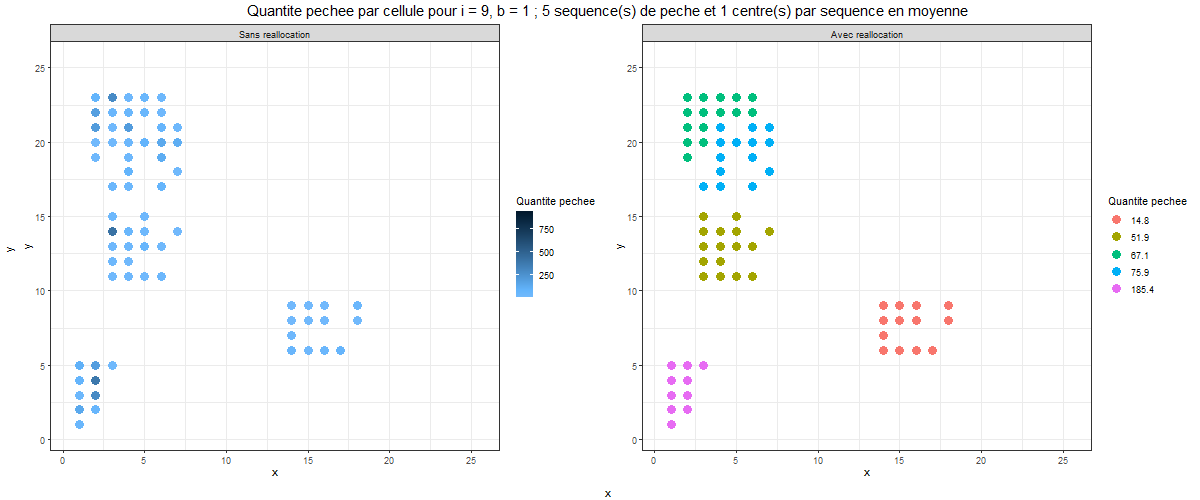 Quantite pechee par cellule pour i = 9, b = 1 ; 5 sequence(s) de peche et 1 centre(s) par sequence en moyenne
Sans reallocation
25
20
15
10
5
0
y
y
0 5 10 15 20 25
x
Quantite pechee
750
500
250
Avec reallocation
25
20
15
10
5
0
y
0 5 10 15 20 25
x
Quantite pechee
14.8
51.9
67.1
75.9
185.4
x